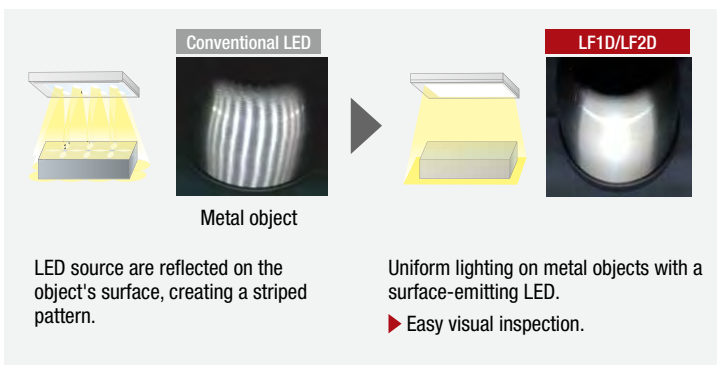 Conventional LED
LF1D/LF2D
Metal object
LED source are reflected on the
object's surface, creating a striped
pattern.
Uniform lighting on metal objects with a
surface-emitting LED.
Easy visual inspection.